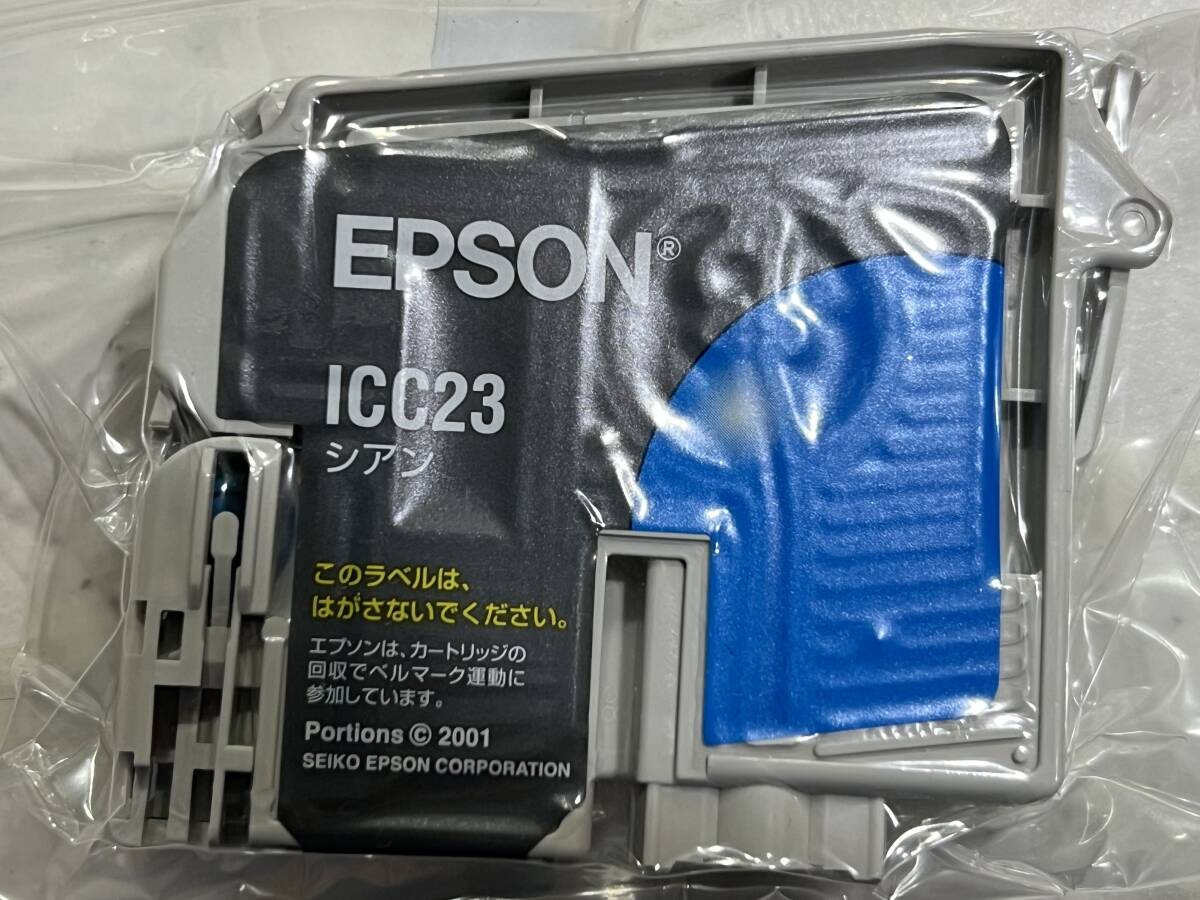 EPSON®
ICC23
シアン
このラベルは、
はがさないでください。
エプソンは、カートリッジの
回収でベルマーク運動に
参加しています。
Portions © 2001
SEIKO EPSON CORPORATION